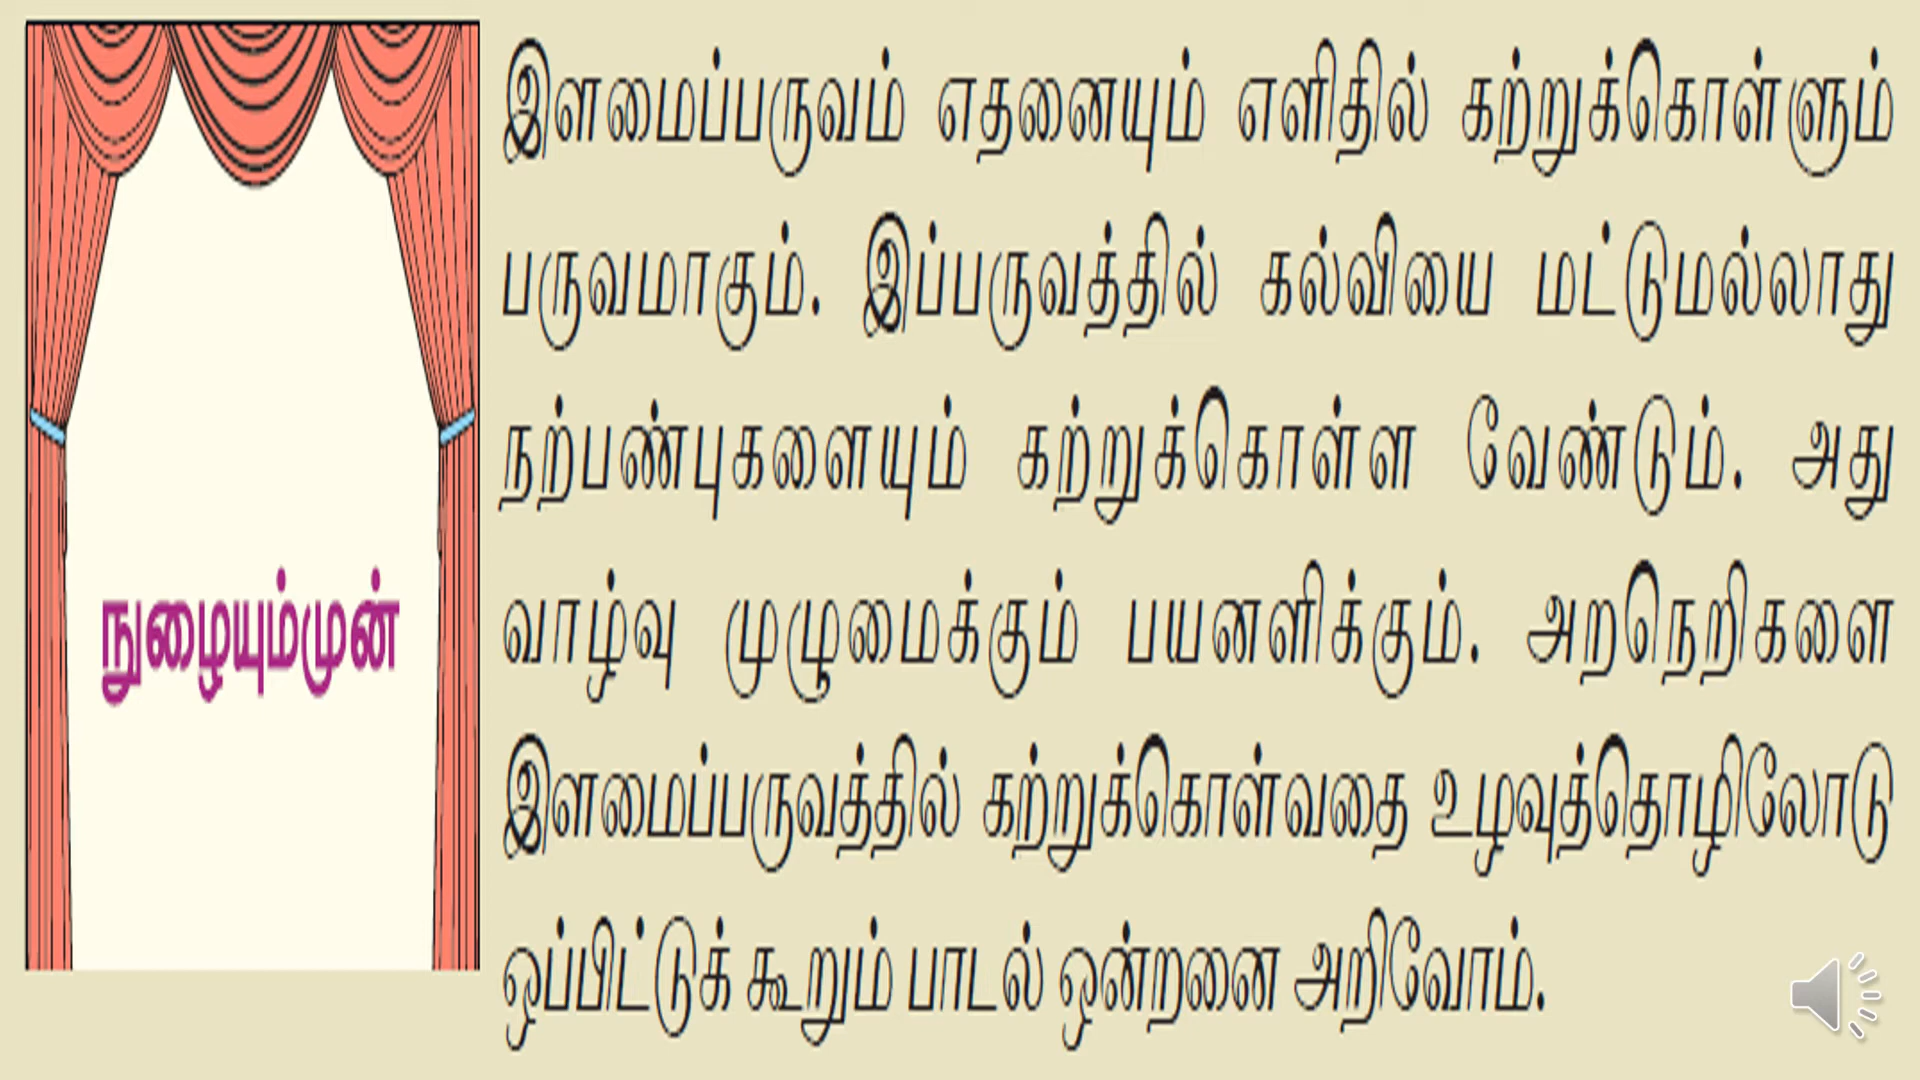 நுழையும்முன்
இளமைப்பருவம் எதனையும் எளிதில் கற்றுக்கொள்ளும்
பருவமாகும். இப்பருவத்தில் கல்வியை மட்டுமல்லாது
நற்பண்புகளையும் கற்றுக்கொள்ள வேண்டும். அது
வாழ்வு முழுமைக்கும் பயனளிக்கும். அறநெறிகளை
இளமைப்பருவத்தில் கற்றுக்கொள்வதை உழவுத்தொழிலோடு
ஒப்பிட்டுக் கூறும் பாடல் ஒன்றனை அறிவோம்.